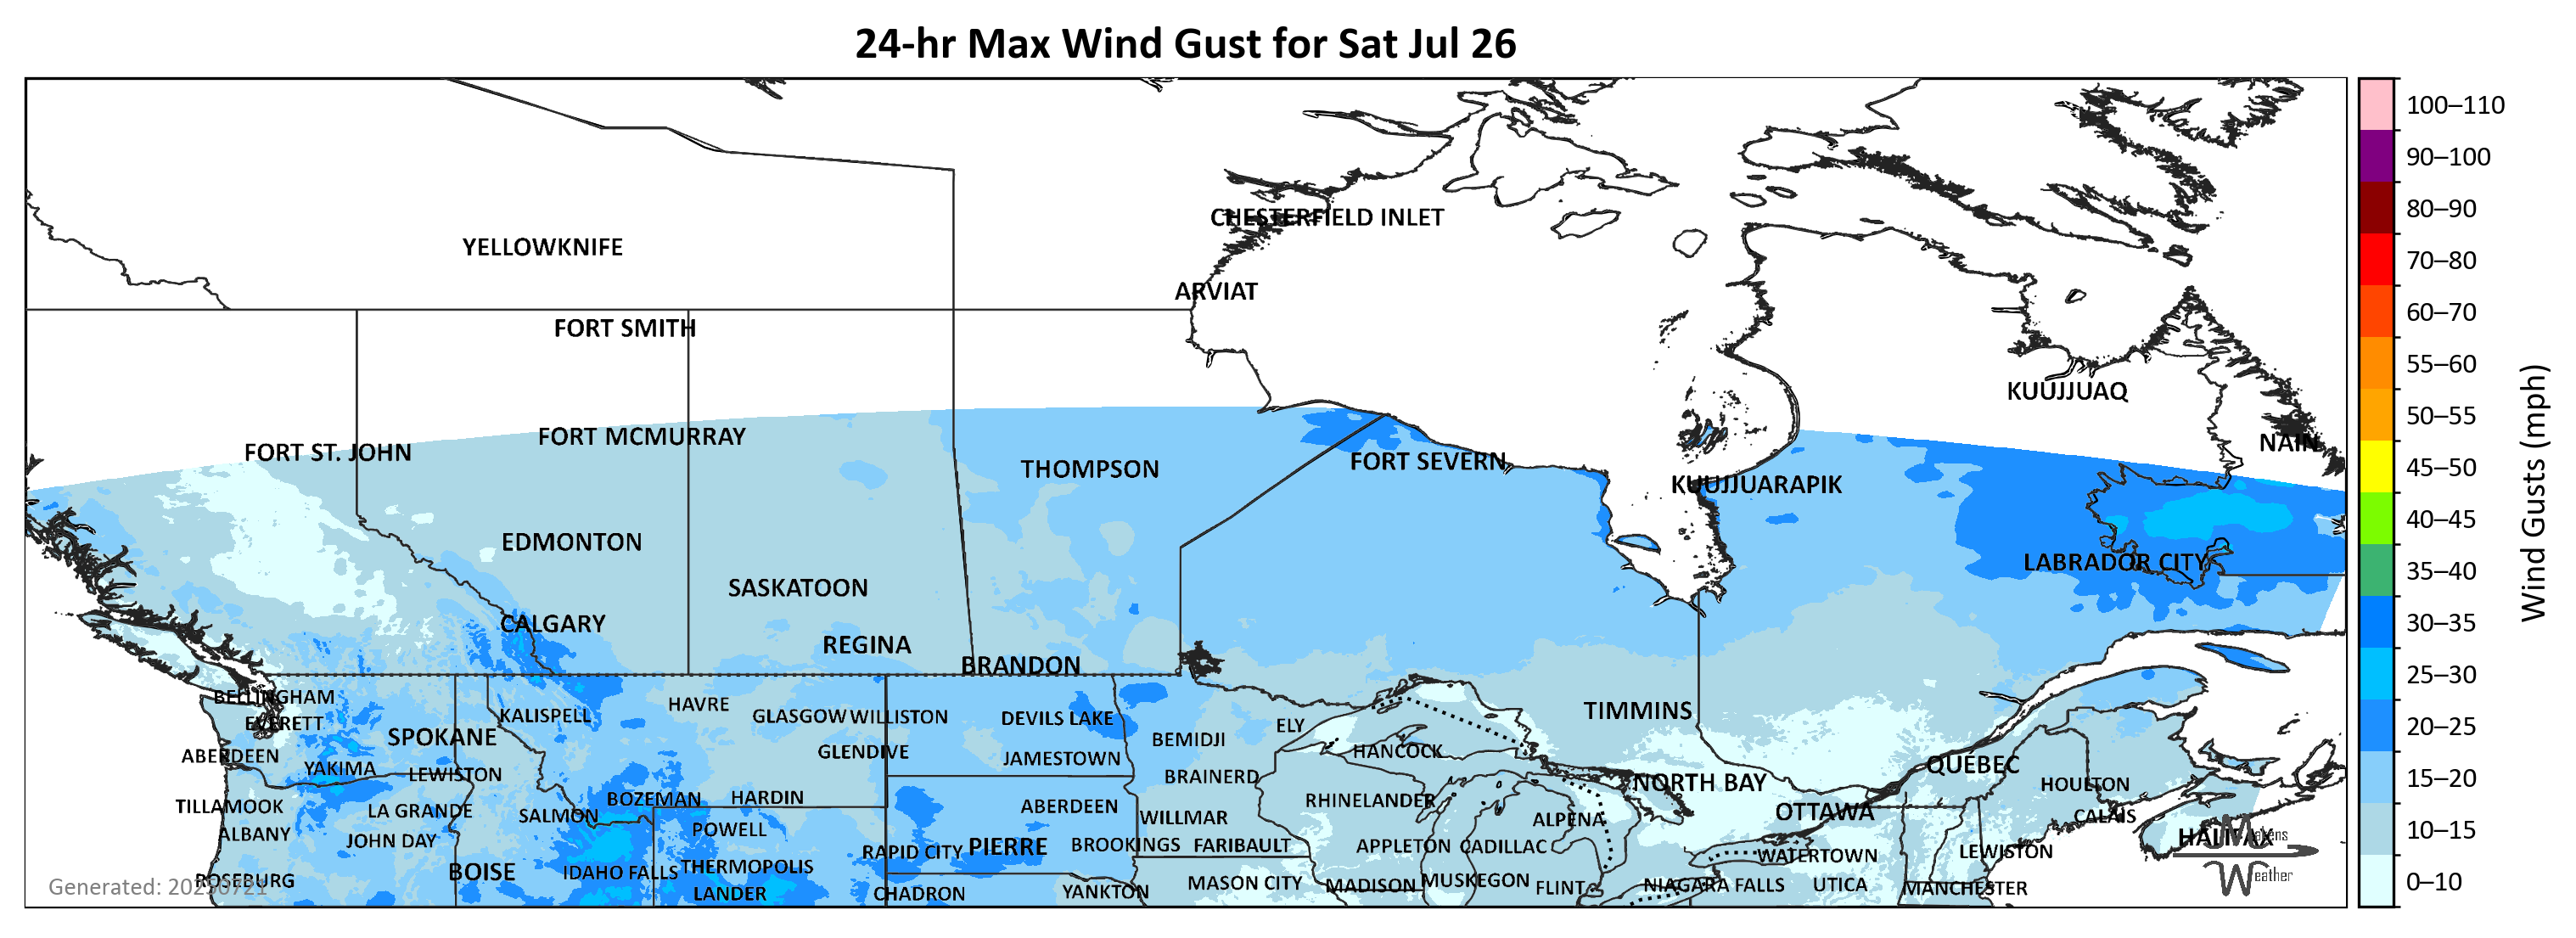 24-hr Max Wind Gust for Sat Jul 26
100–110
90–100
80–90
70–80
60–70
55–60
50–55
45–50
40–45
35–40
30–35
25–30
20–25
15–20
10–15
0–10
Wind Gusts (mph)
CHESTERFIELD INLET
YELLOWKNIFE
ARVIAT
FORT SMITH
KUUJJUAQ
FORT MCMURRAY
NAIN
FORT ST. JOHN
FORT SEVERN
THOMPSON
KUUJJUARAPIK
EDMONTON
LABRADOR CITY
SASKATOON
CALGARY
REGINA
BRANDON
BELLINGHAM
HAVRE
TIMMINS
KALISPELL
GLASGOW
WILLISTON
DEVILS LAKE
EVERETT
ELY
SPOKANE
BEMIDJI
HANCOCK
GLENDIVE
ABERDEEN
JAMESTOWN
QUÉBEC
YAKIMA
LEWISTON
BRAINERD
NORTH BAY
HOULTON
BOZEMAN
HARDIN
RHINELANDER
TILLAMOOK
ABERDEEN
LA GRANDE
OTTAWA
SALMON
CALAIS
WILLMAR
ALPENA
POWELL
ALBANY
HALIFAX
Makens
Weather
JOHN DAY
BROOKINGS
FARIBAULT
APPLETON
CADILLAC
PIERRE
RAPID CITY
LEWISTON
WATERTOWN
THERMOPOLIS
BOISE
IDAHO FALLS
ROSEBURG
MUSKEGON
MASON CITY
MADISON
NIAGARA FALLS
UTICA
FLINT
MANCHESTER
YANKTON
LANDER
CHADRON
Generated: 20250721